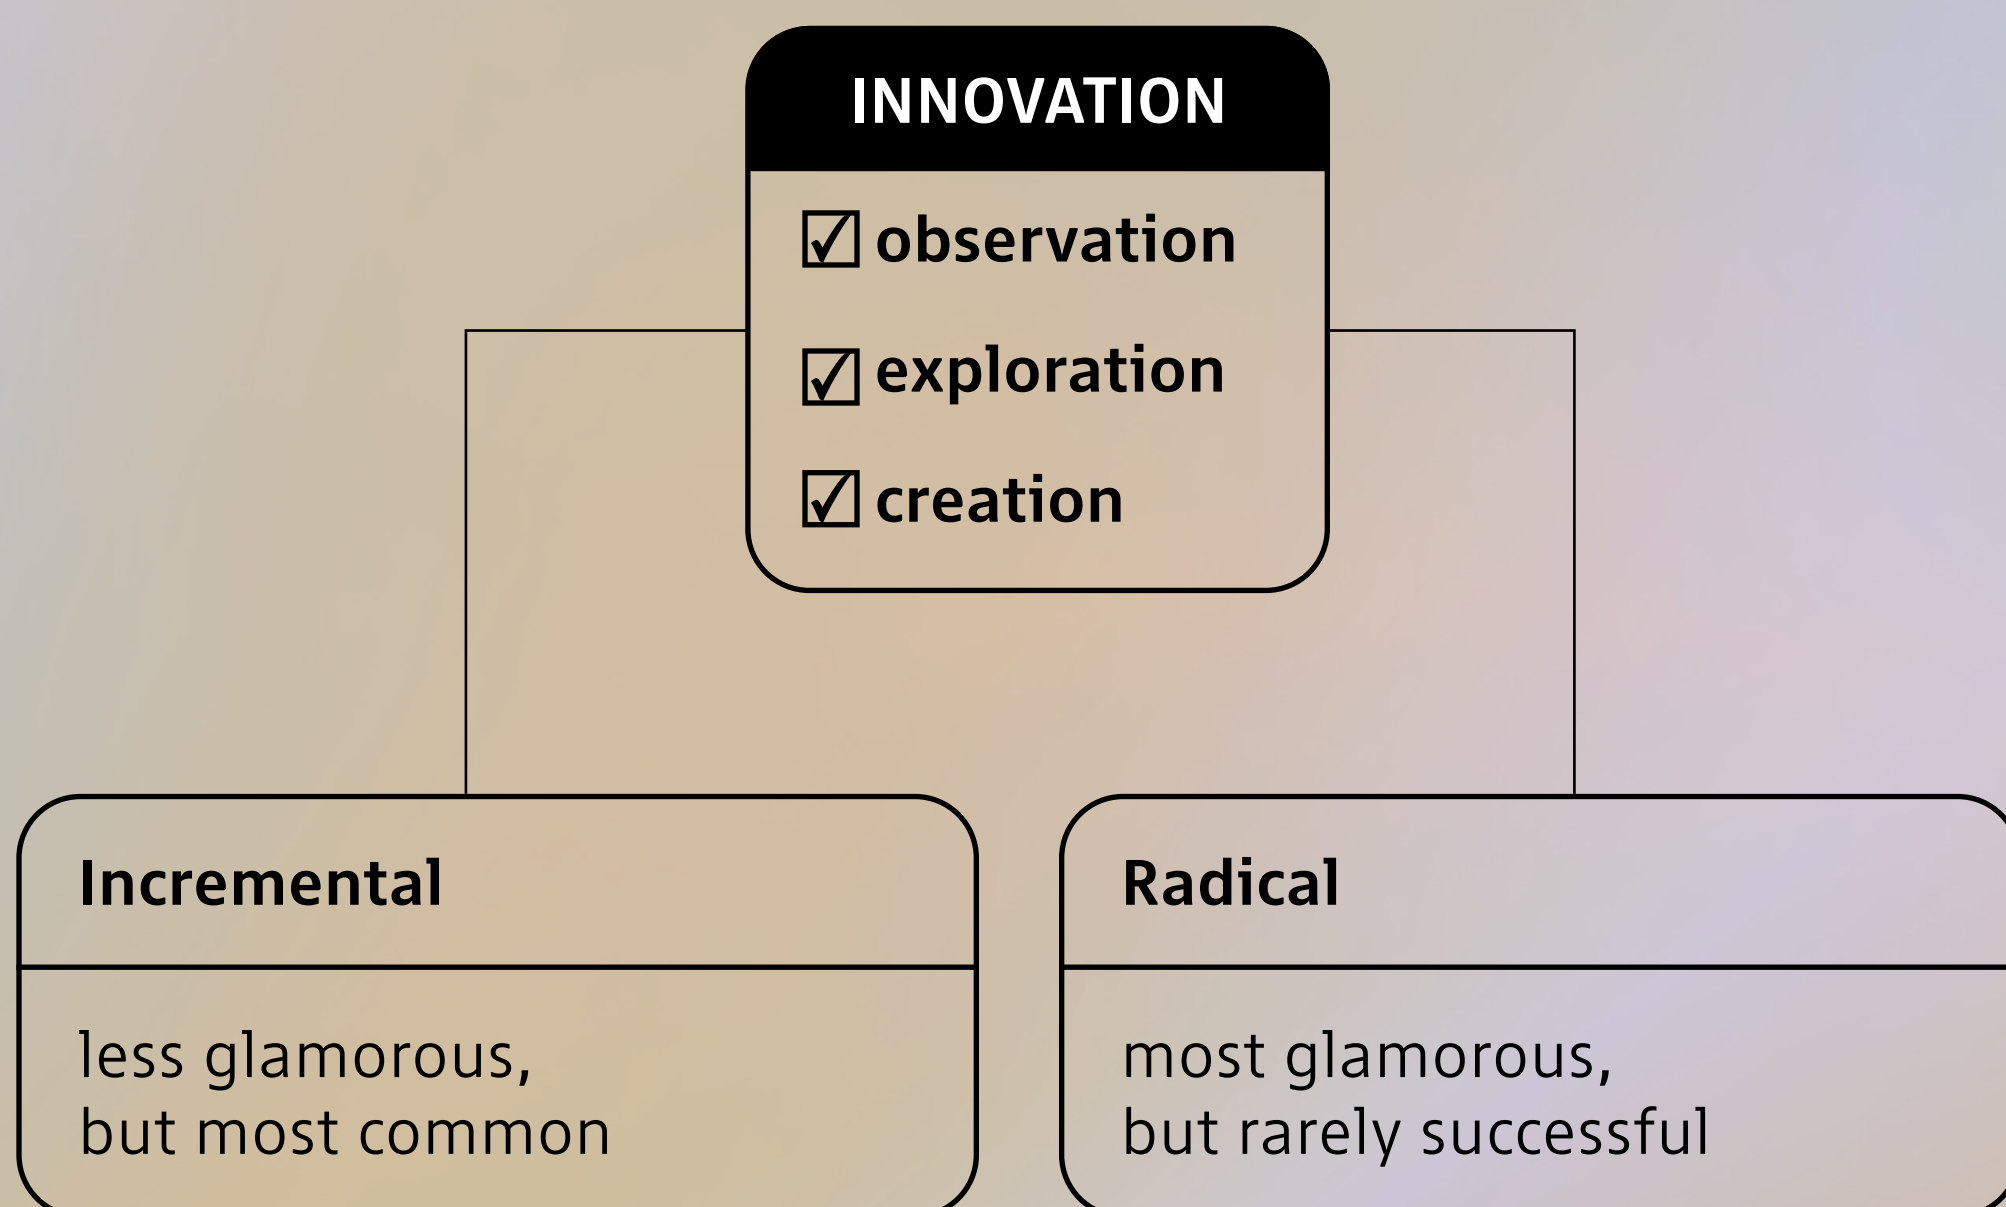 INNOVATION
☑ observation
☑ exploration
☑ creation
Incremental
less glamorous,
but most common
Radical
most glamorous,
but rarely successful